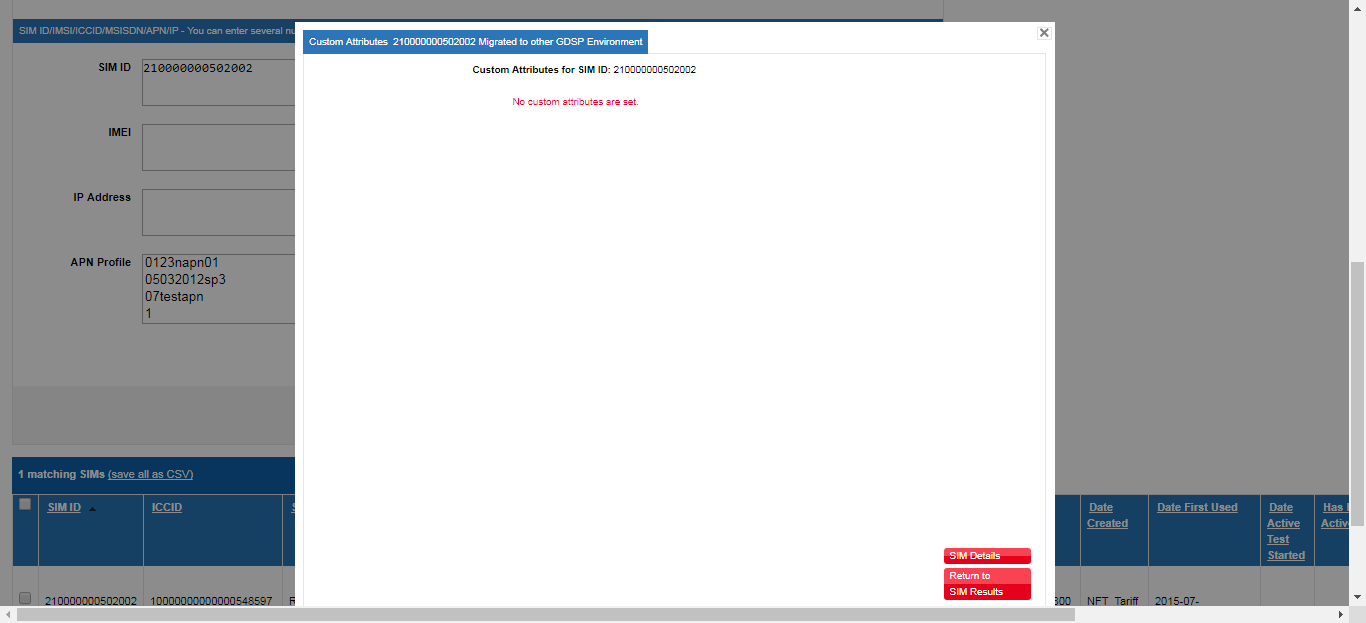 SIM ID/IMSI/ICCID/MSISDN/APN/IP - You can enter several
Custom Attributes 210000000502002 Migrated to other GDSP Environment
Custom Attributes for SIM ID: 210000000502002
No custom attributes are set.
SIM ID
210000000502002
IMEI
IP Address
APN Profile
0123napn01
05032012sp3
07testapn
1
SIM Details
Return to
SIM Results
1 matching SIMs (save all as CSV)
SIM ID
ICCID
Date
Created
Date First Used
Date
Active
Test
Started
Has
210000000502002
10000000000000548597
NFT_Tariff
2015-07-